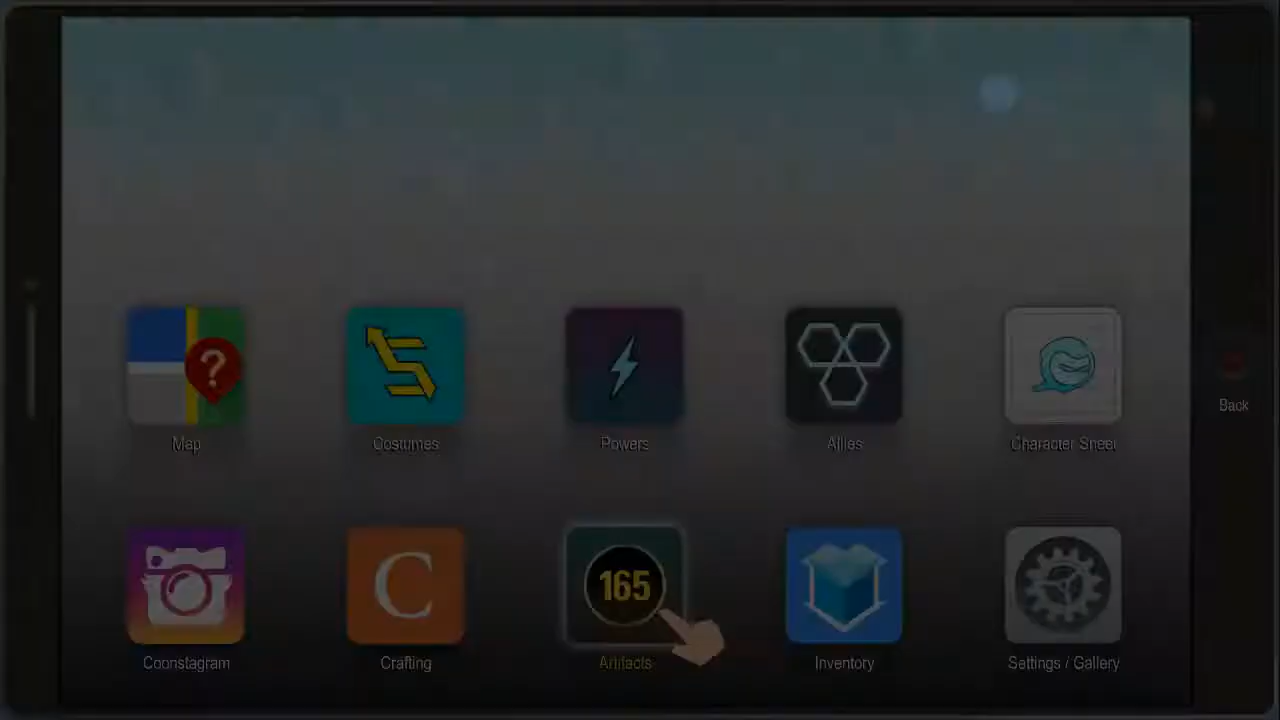 ?
Map
Costumes
Powers
Allies
Character Sheet
Back
C
165
Coonstagram
Crafting
Artifacts
Inventory
Settings / Gallery